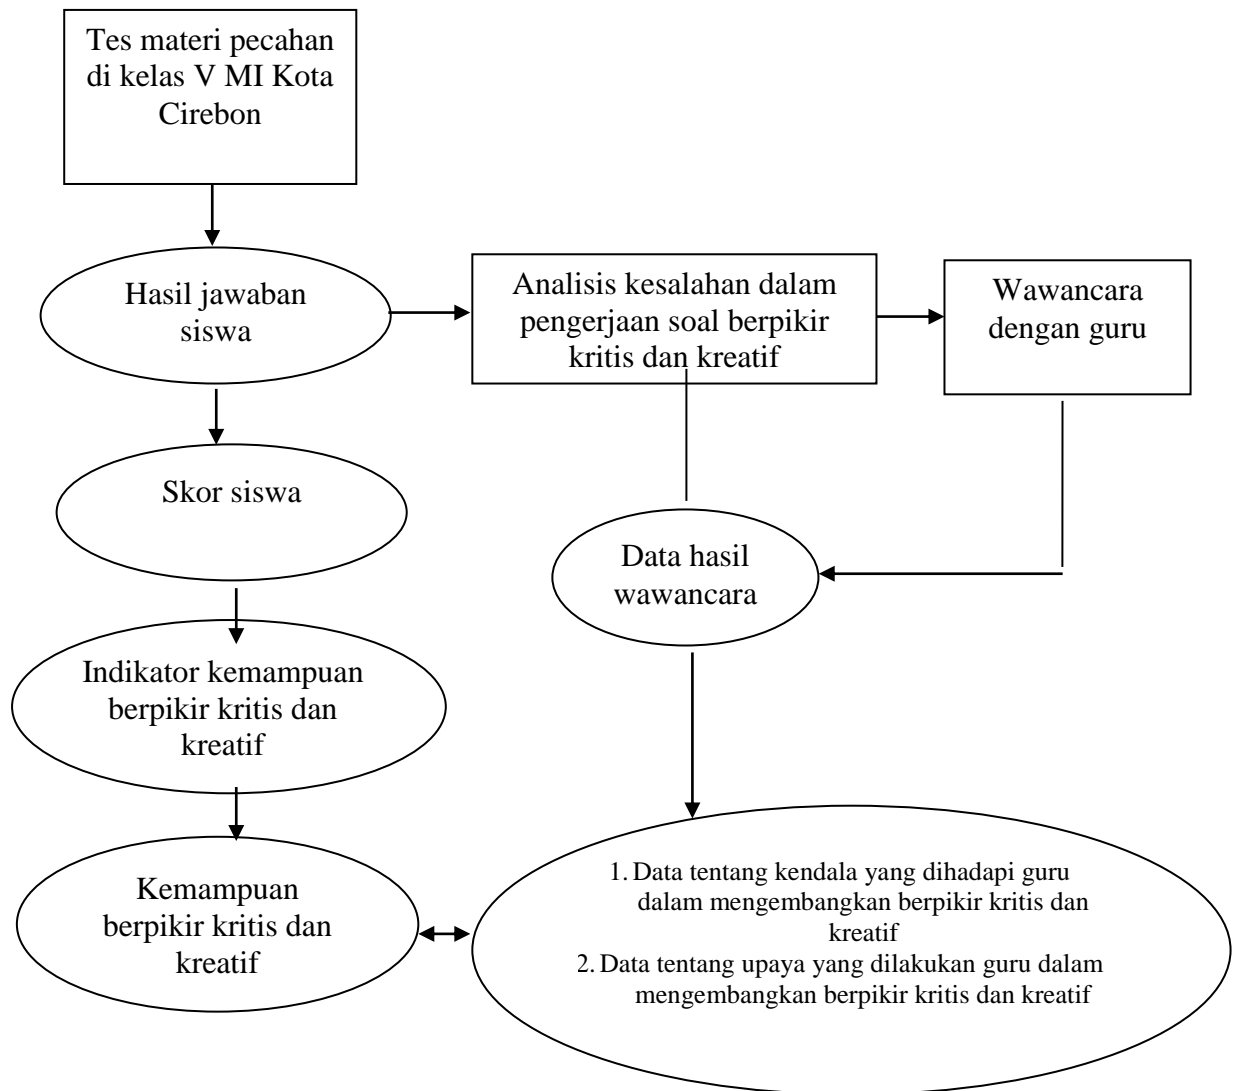 Tes materi pecahan
di kelas V MI Kota
Cirebon
Hasil jawaban
siswa
Analisis kesalahan dalam
pengerjaan soal berpikir
kritis dan kreatif
Wawancara
dengan guru
Skor siswa
Data hasil
wawancara
Indikator kemampuan
berpikir kritis dan
kreatif
Kemampuan
berpikir kritis dan
kreatif
1. Data tentang kendala yang dihadapi guru
dalam mengembangkan berpikir kritis dan
kreatif
2. Data tentang upaya yang dilakukan guru dalam
mengembangkan berpikir kritis dan kreatif